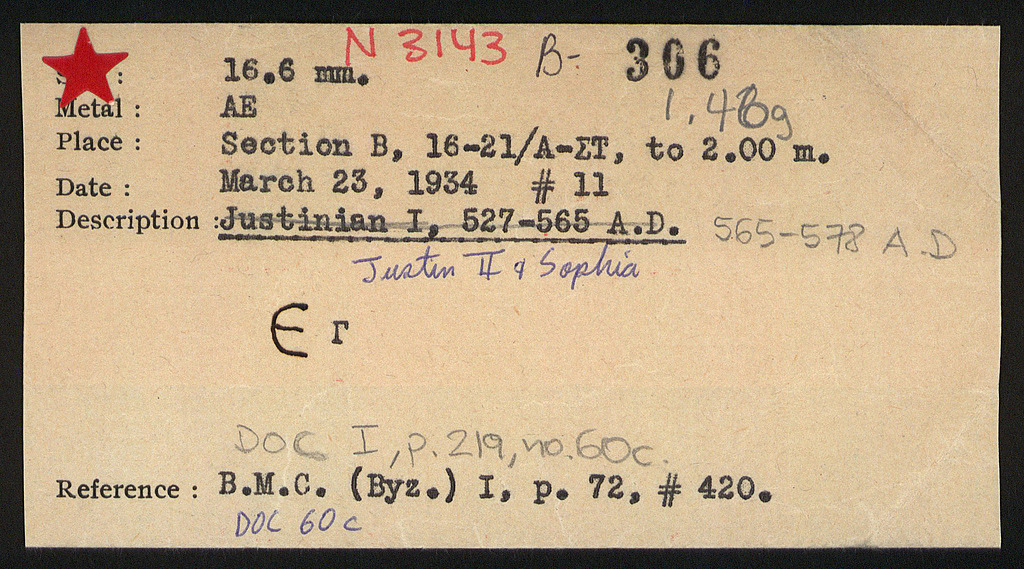 N 3143 B- 306
: 16.6 mm.
1.48g
Metal : AE
Place : Section B, 16-21/Α-ΣΤ, to 2.00 m.
Date : March 23, 1934 # 11
Description : Justinian I, 527-565 A.D. 565-578 A.D
Justin II & Sophia
Є Γ
DOC I, p.219, no.60c.
Reference : B.M.C. (Byz.) I, p. 72, # 420.
DOC 60c